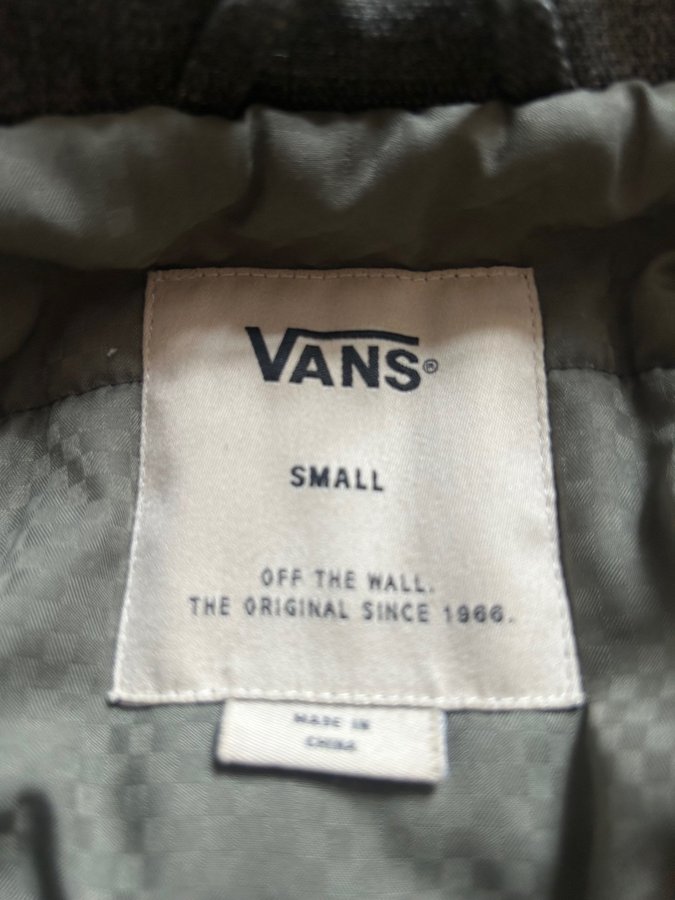 VANS®
SMALL
OFF THE WALL.
THE ORIGINAL SINCE 1966.
MADE IN
CHINA